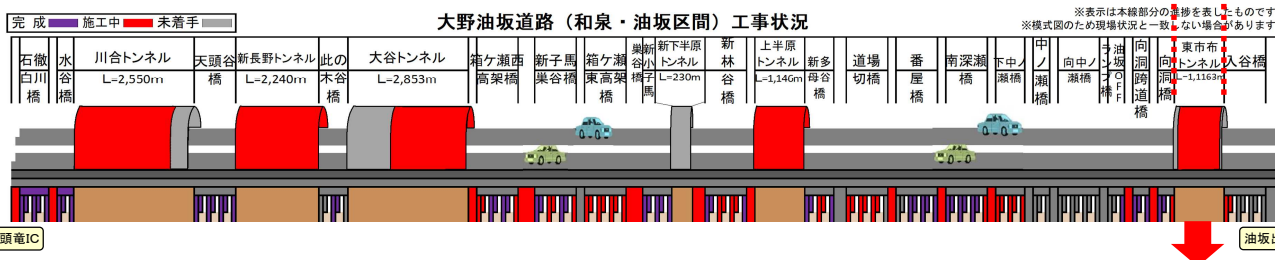 完 成 施工中 未着手
大野油坂道路（和泉・油坂区間）工事状況
※表示は本線部分の進捗を表したものです
※模式図のため現場状況と一致しない場合があります
石徹白川橋
水谷橋
川合トンネル
L=2,550m
天頭谷橋
新長野トンネル
L=2,240m
此の木谷橋
大谷トンネル
L=2,853m
箱ケ瀬西高架橋
新子馬巣谷橋
箱ケ瀬東高架橋
新小子馬巣谷橋
新下半原トンネル
L=230m
新林谷橋
上半原トンネル
L=1,146m
新多母谷橋
道場切橋
番屋橋
南深瀬橋
下中ノ瀬橋
中ノ瀬橋
向中ノ瀬橋
油坂OFFランプ橋
向洞跨道橋
向洞橋
東市布トンネル
L=1,1163m
入谷橋
頭竜IC
油坂出